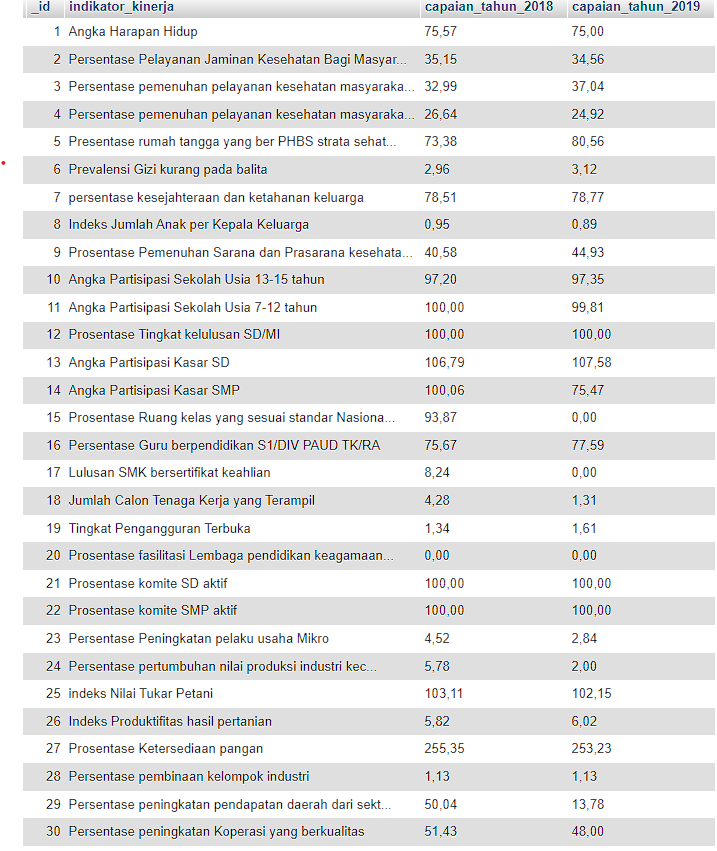 _id indikator_kinerja capaian_tahun_2018 capaian_tahun_2019
1 Angka Harapan Hidup 75,57 75,00
2 Persentase Pelayanan Jaminan Kesehatan Bagi Masyar... 35,15 34,56
3 Persentase pemenuhan pelayanan kesehatan masyaraka... 32,99 37,04
4 Persentase pemenuhan pelayanan kesehatan masyaraka... 26,64 24,92
5 Presentase rumah tangga yang ber PHBS strata sehat... 73,38 80,56
6 Prevalensi Gizi kurang pada balita 2,96 3,12
7 persentase kesejahteraan dan ketahanan keluarga 78,51 78,77
8 Indeks Jumlah Anak per Kepala Keluarga 0,95 0,89
9 Prosentase Pemenuhan Sarana dan Prasarana kesehata... 40,58 44,93
10 Angka Partisipasi Sekolah Usia 13-15 tahun 97,20 97,35
11 Angka Partisipasi Sekolah Usia 7-12 tahun 100,00 99,81
12 Prosentase Tingkat kelulusan SD/MI 100,00 100,00
13 Angka Partisipasi Kasar SD 106,79 107,58
14 Angka Partisipasi Kasar SMP 100,06 75,47
15 Prosentase Ruang kelas yang sesuai standar Nasiona... 93,87 0,00
16 Persentase Guru berpendidikan S1/DIV PAUD TK/RA 75,67 77,59
17 Lulusan SMK bersertifikat keahlian 8,24 0,00
18 Jumlah Calon Tenaga Kerja yang Terampil 4,28 1,31
19 Tingkat Pengangguran Terbuka 1,34 1,61
20 Prosentase fasilitasi Lembaga pendidikan keagamaan... 0,00 0,00
21 Prosentase komite SD aktif 100,00 100,00
22 Prosentase komite SMP aktif 100,00 100,00
23 Persentase Peningkatan pelaku usaha Mikro 4,52 2,84
24 Persentase pertumbuhan nilai produksi industri kec... 5,78 2,00
25 indeks Nilai Tukar Petani 103,11 102,15
26 Indeks Produktifitas hasil pertanian 5,82 6,02
27 Prosentase Ketersediaan pangan 255,35 253,23
28 Persentase pembinaan kelompok industri 1,13 1,13
29 Persentase peningkatan pendapatan daerah dari sekt... 50,04 13,78
30 Persentase peningkatan Koperasi yang berkualitas 51,43 48,00